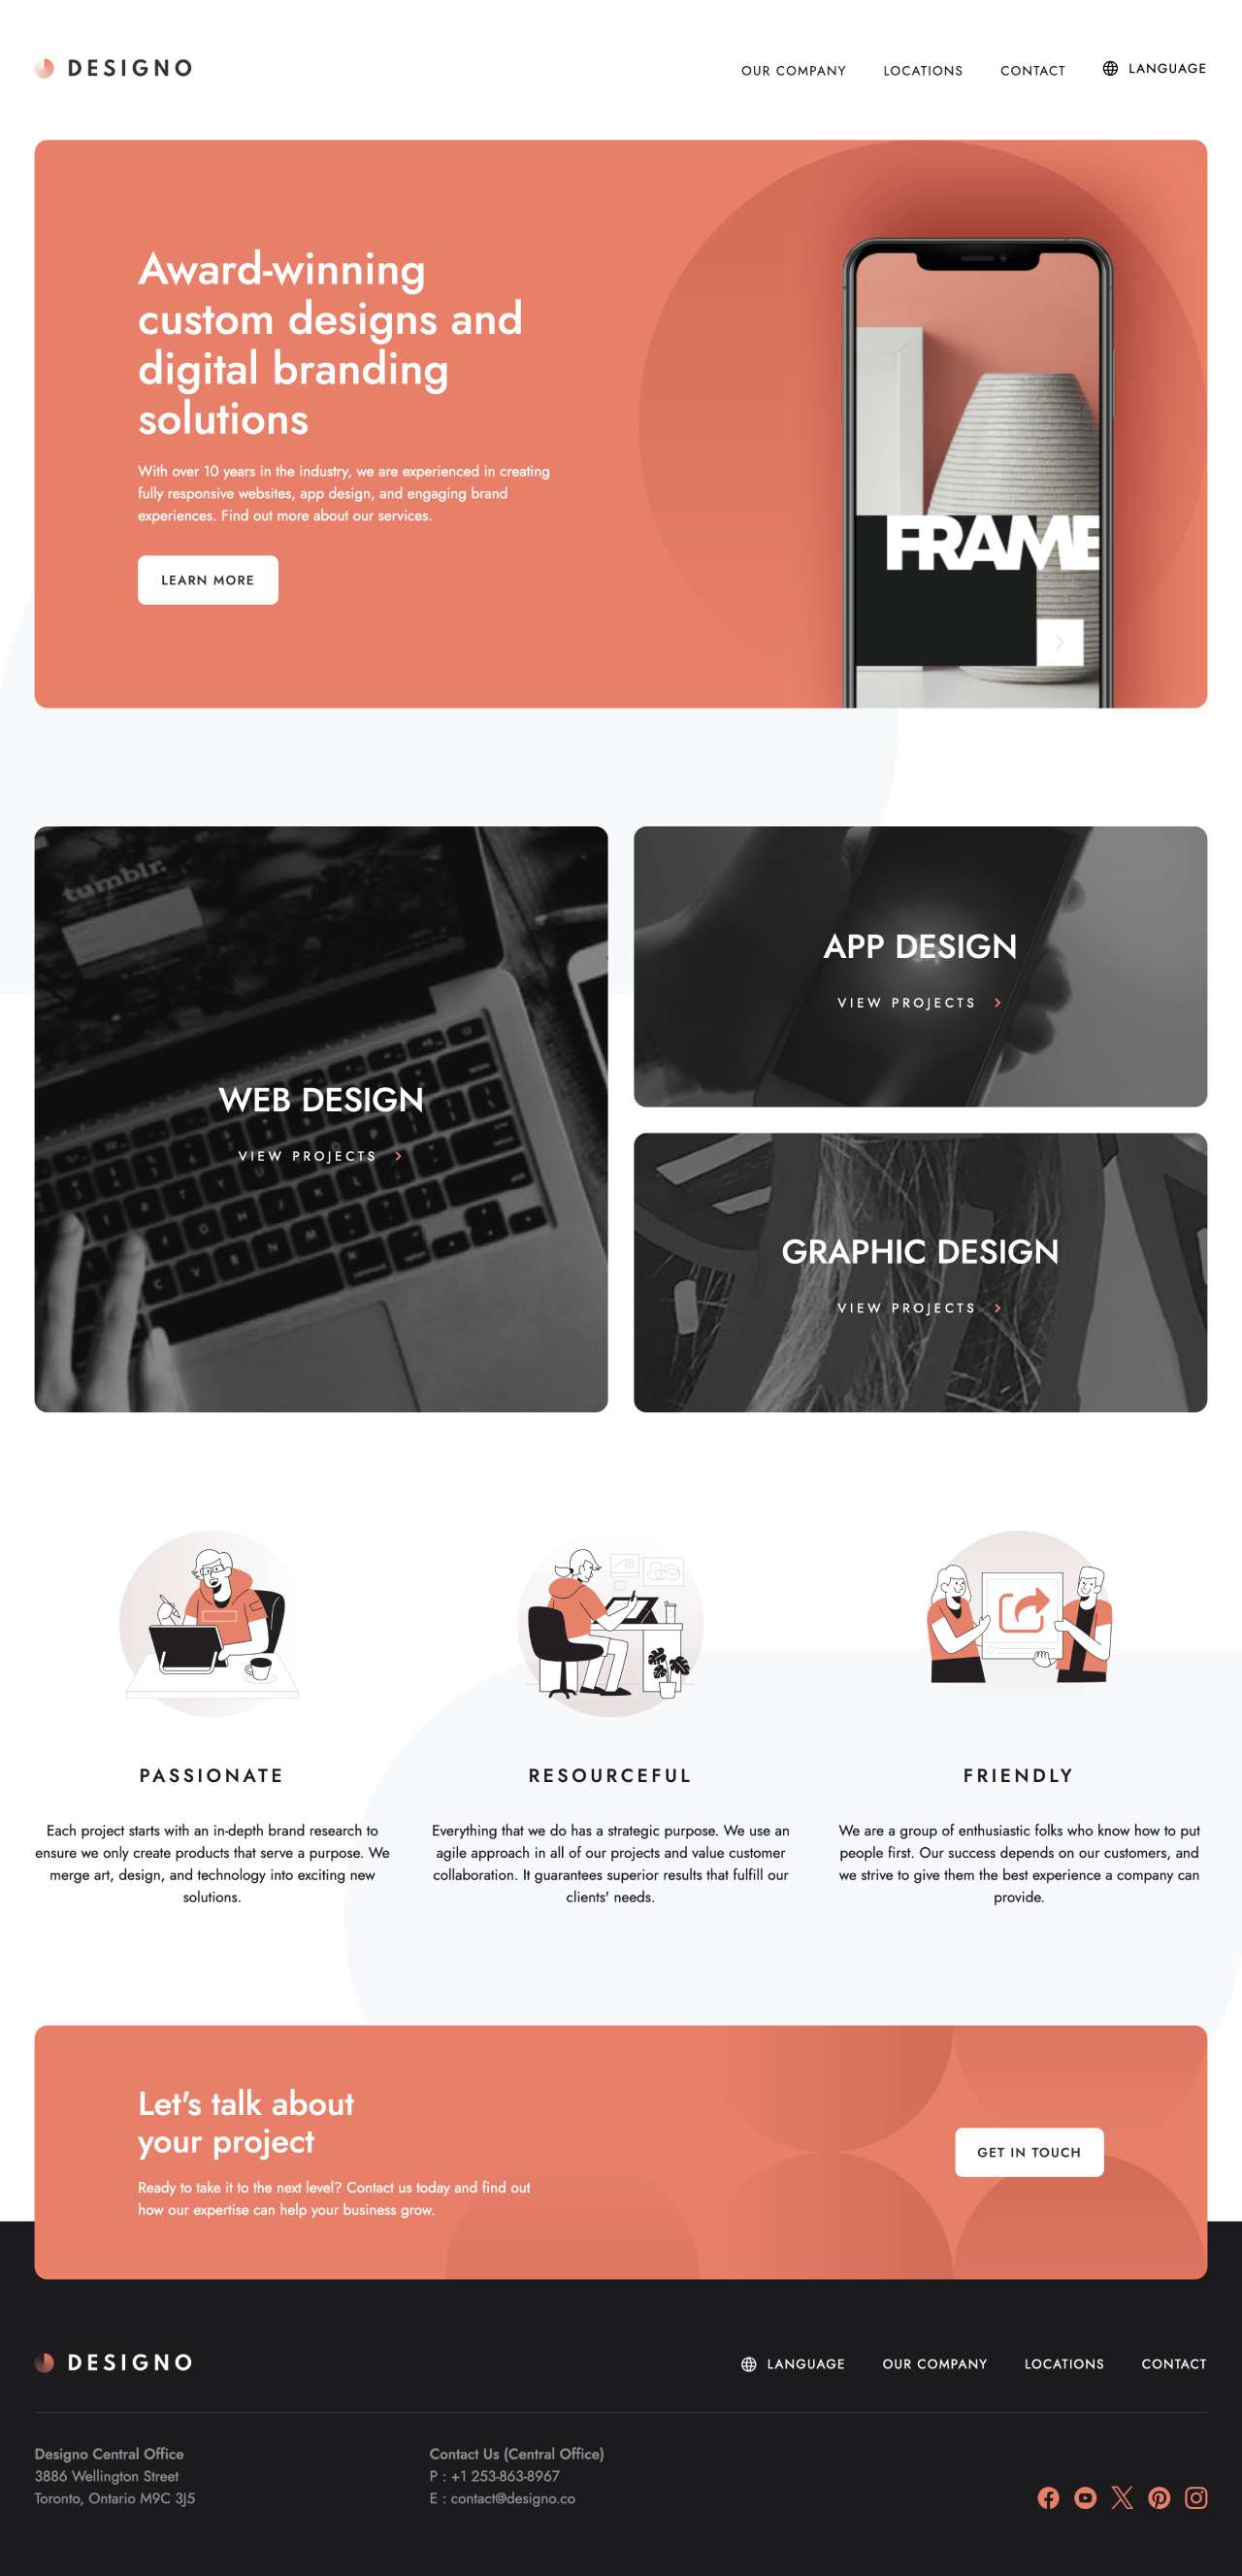 DESIGNO
OUR COMPANY
LOCATIONS
CONTACT
LANGUAGE
Award-winning
custom designs and
digital branding
solutions
With over 10 years in the industry, we are experienced in creating
fully responsive websites, app design, and engaging brand
experiences. Find out more about our services.
LEARN MORE
FRAME
tumblr.
WEB DESIGN
VIEW PROJECTS
APP DESIGN
VIEW PROJECTS
GRAPHIC DESIGN
VIEW PROJECTS
PASSIONATE
Each project starts with an in-depth brand research to
ensure we only create products that serve a purpose. We
merge art, design, and technology into exciting new
solutions.
RESOURCEFUL
Everything that we do has a strategic purpose. We use an
agile approach in all of our projects and value customer
collaboration. It guarantees superior results that fulfill our
clients' needs.
FRIENDLY
We are a group of enthusiastic folks who know how to put
people first. Our success depends on our customers, and
we strive to give them the best experience a company can
provide.
Let's talk about
your project
Ready to take it to the next level? Contact us today and find out
how our expertise can help your business grow.
GET IN TOUCH
DESIGNO
LANGUAGE
OUR COMPANY
LOCATIONS
CONTACT
Designo Central Office
3886 Wellington Street
Toronto, Ontario M9C 3J5
Contact Us (Central Office)
P : +1 253-863-8967
E : contact@designo.co